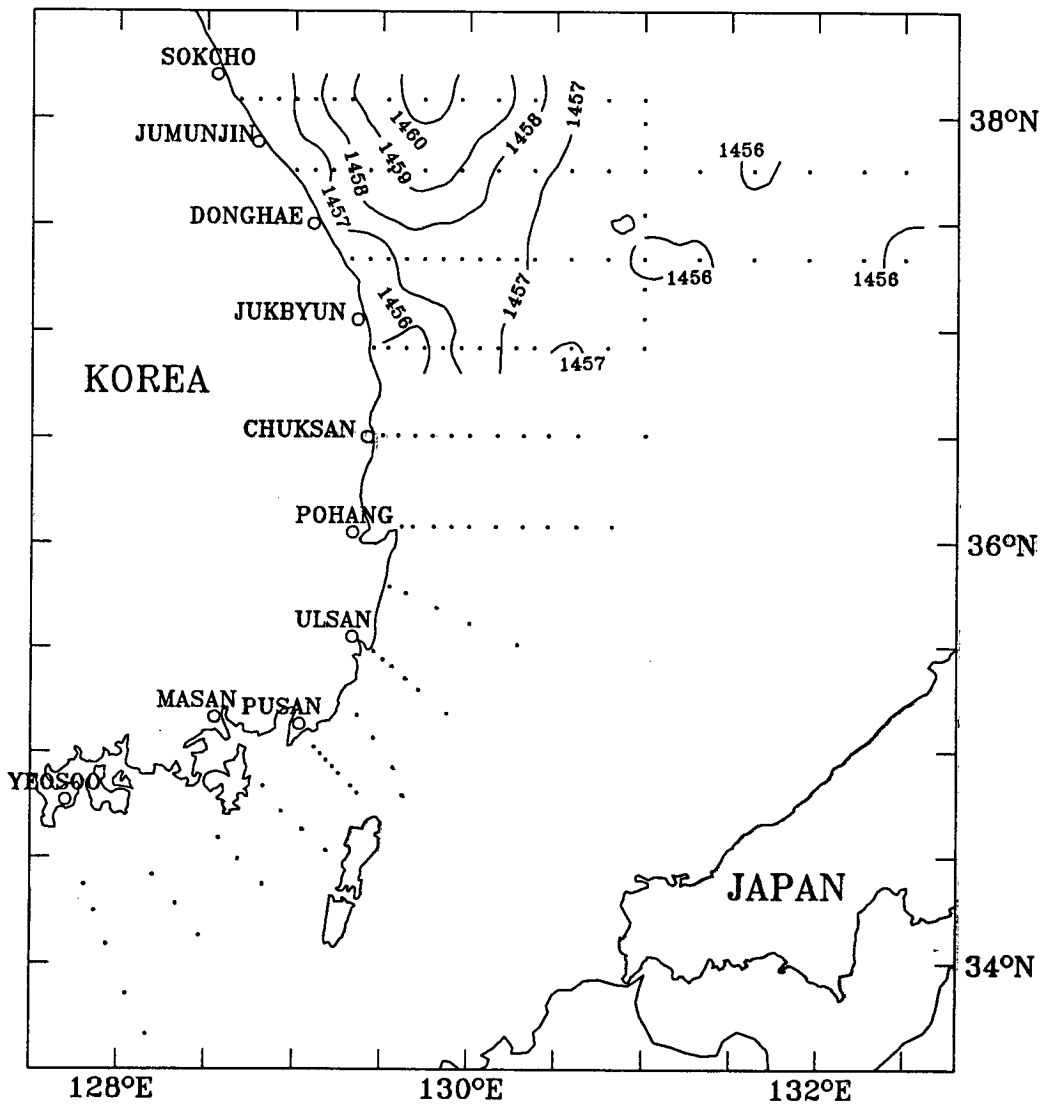 SOKCHO
1457
38°N
1460
1458
JUMUNJIN
1456
1459
1458
1457
DONGHAE
1456
1456
1457
1456
JUKBYUN
1457
KOREA
CHUKSAN
POHANG
36°N
ULSAN
MASAN
PUSAN
YEOSOO
JAPAN
34°N
128°E
130°E
132°E